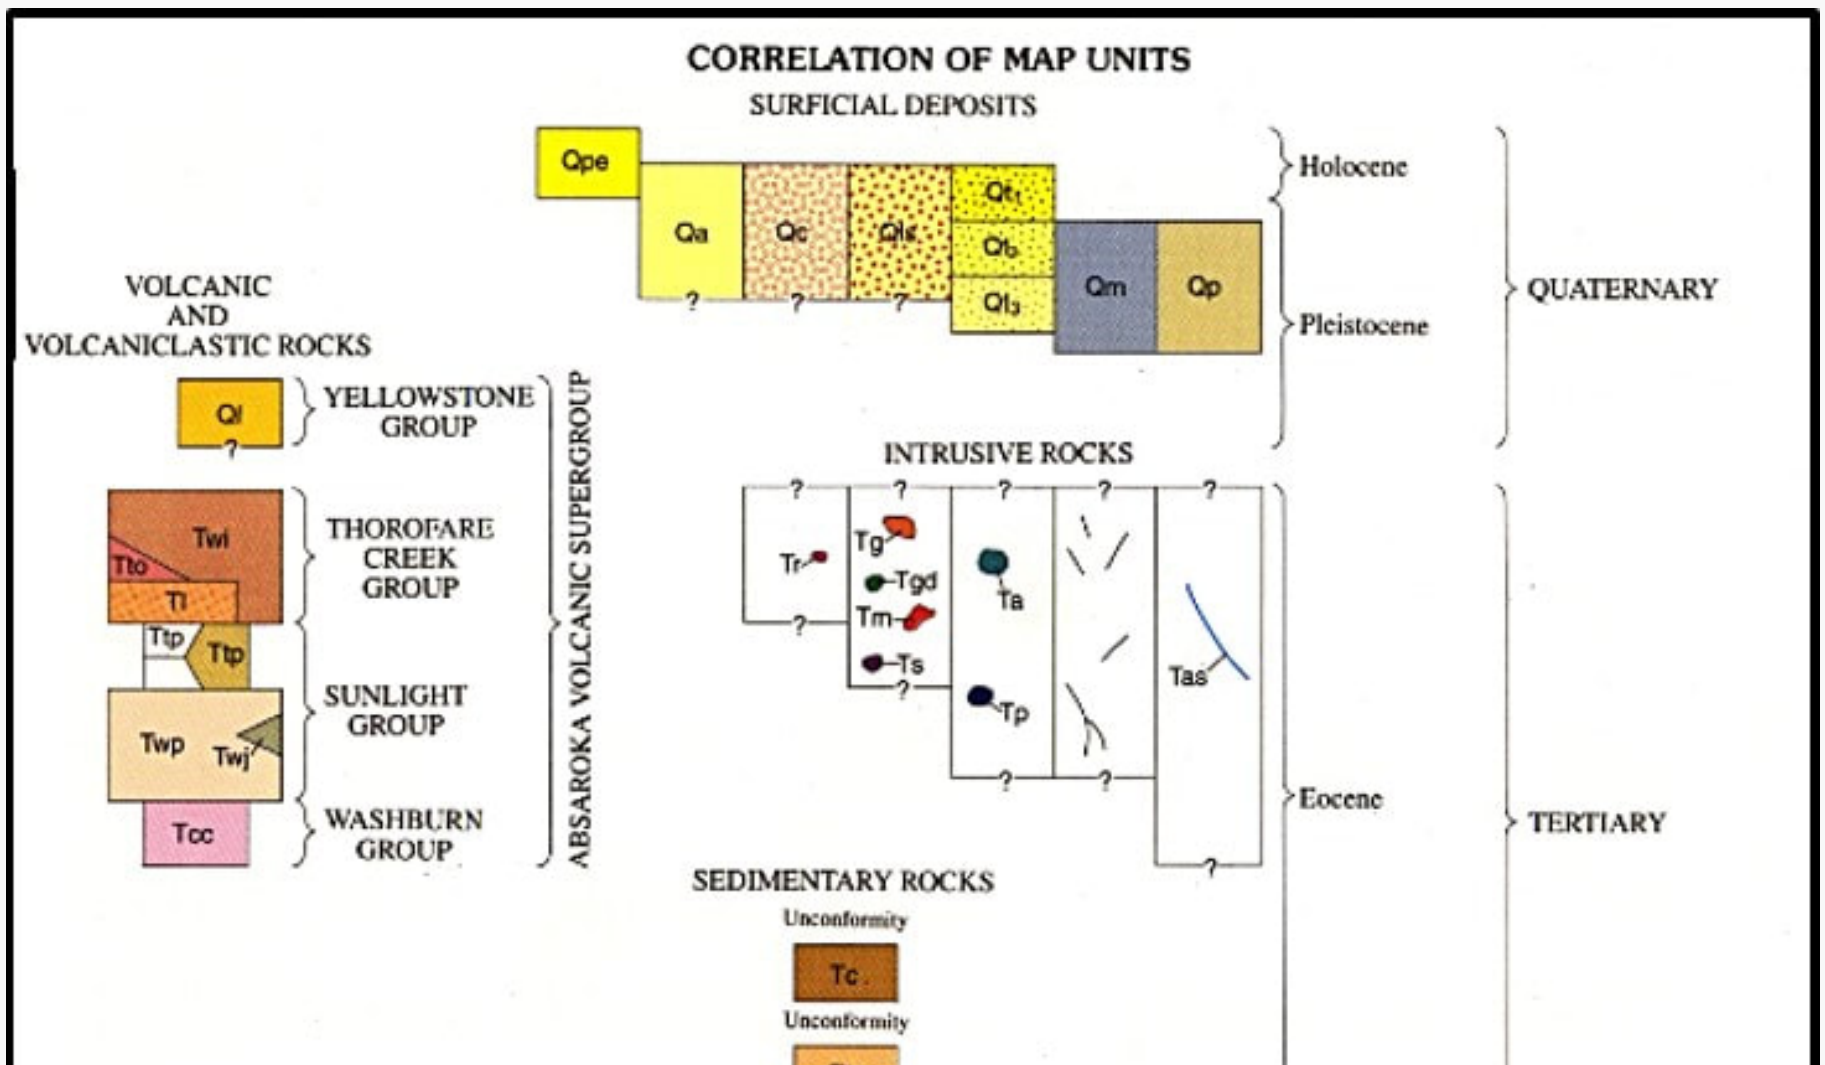 CORRELATION OF MAP UNITS
SURFICIAL DEPOSITS
Qpe
Qa
?
Qc
?
Qls
?
Qt1
Qt2
Qt3
Qm
Qp
Holocene
Pleistocene
QUATERNARY
VOLCANIC
AND
VOLCANICLASTIC ROCKS
Ql
?
YELLOWSTONE
GROUP
Twi
Tto
Tl
THOROFARE
CREEK
GROUP
Ttp
Ttp
Twp
Twj
SUNLIGHT
GROUP
Tcc
WASHBURN
GROUP
ABSAROKA VOLCANIC SUPERGROUP
INTRUSIVE ROCKS
? ? ? ? ?
Tr
?
Tg
Tgd
Tm
Ts
?
Ta
Tp
?
?
Tas
?
Eocene
TERTIARY
SEDIMENTARY ROCKS
Unconformity
Tc
Unconformity